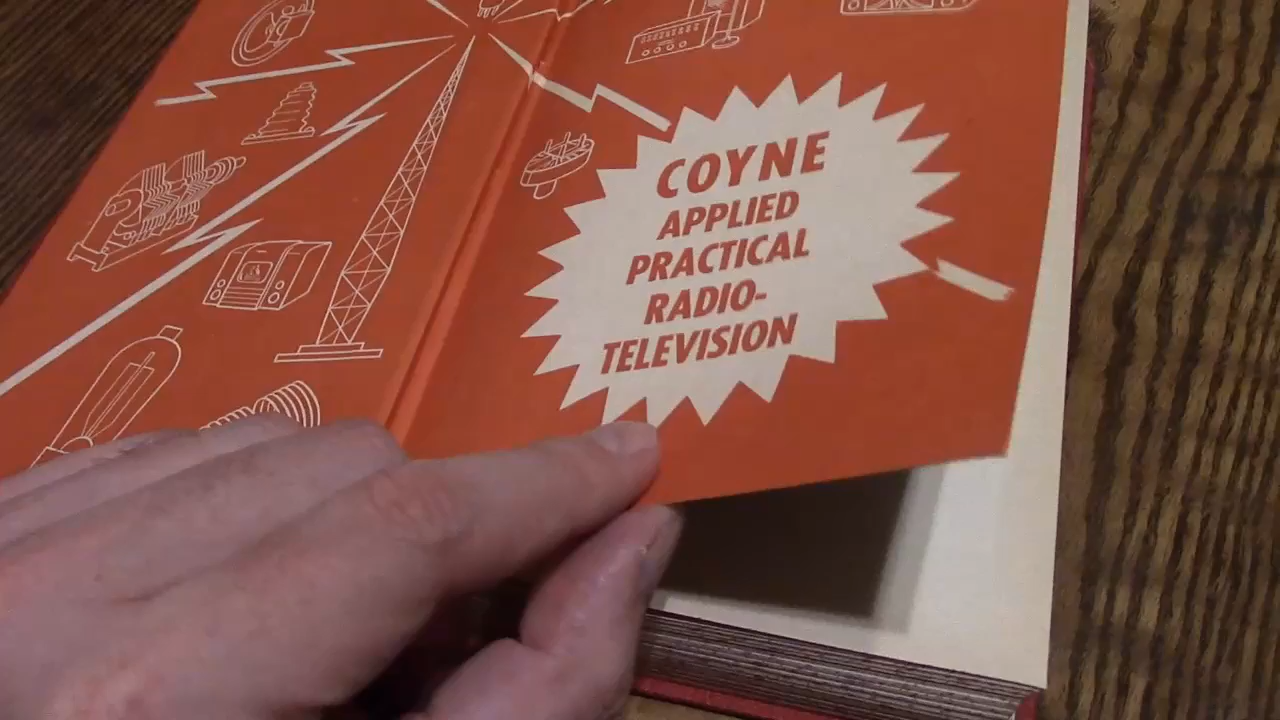 COYNE
APPLIED
PRACTICAL
RADIO-
TELEVISION